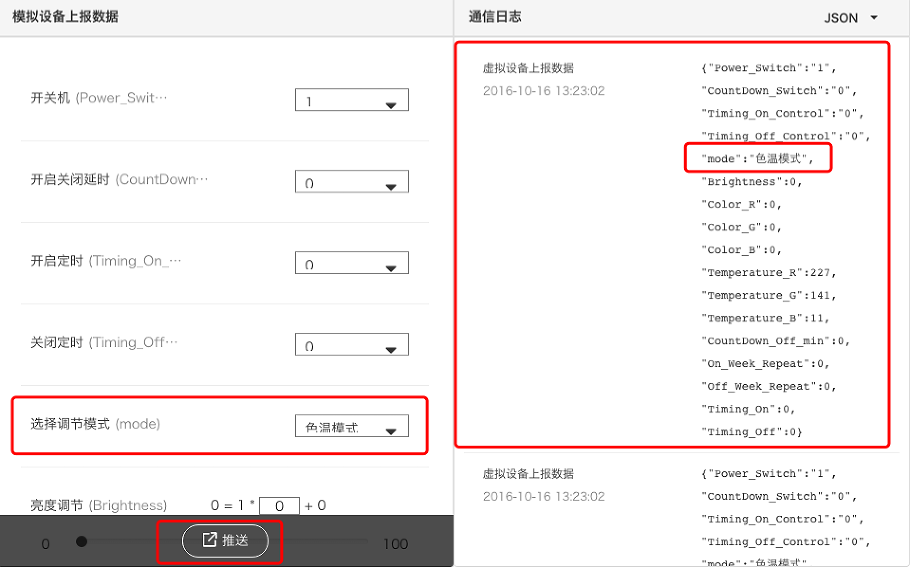 模拟设备上报数据
开关机 (Power_Swit···
1
开启关闭延时 (CountDown···
0
开启定时 (Timing_On_···
0
关闭定时 (Timing_Off···
0
选择调节模式 (mode)
色温模式
亮度调节 (Brightness)
0 = 1 * 0 + 0
0
推送
100
通信日志
JSON
虚拟设备上报数据
2016-10-16 13:23:02
{"Power_Switch":"1",
"CountDown_Switch":"0",
"Timing_On_Control":"0",
"Timing_Off_Control":"0",
"mode":"色温模式",
"Brightness":0,
"Color_R":0,
"Color_G":0,
"Color_B":0,
"Temperature_R":227,
"Temperature_G":141,
"Temperature_B":11,
"CountDown_Off_min":0,
"On_Week_Repeat":0,
"Off_Week_Repeat":0,
"Timing_On":0,
"Timing_Off":0}
虚拟设备上报数据
2016-10-16 13:23:02
{"Power_Switch":"1",
"CountDown_Switch":"0",
"Timing_On_Control":"0",
"Timing_Off_Control":"0",
"mode":"色温模式"